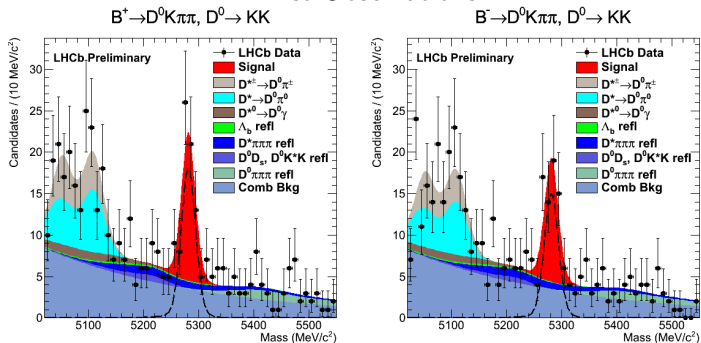 B⁺→D⁰Kππ, D⁰→ KK
Candidates / (10 MeV/c²)
LHCb Preliminary
LHCb Data
Signal
D*±→D⁰π±
D*→D⁰π⁰
D*⁰→D⁰γ
Λb refl
D*πππ refl
D⁰Ds, D⁰K*K refl
D⁰πππ refl
Comb Bkg
30
25
20
15
10
5
0
5100
5200
5300
5400
5500
Mass (MeV/c²)
B⁻→D⁰Kππ, D⁰→ KK
Candidates / (10 MeV/c²)
LHCb Preliminary
LHCb Data
Signal
D*±→D⁰π±
D*→D⁰π⁰
D*⁰→D⁰γ
Λb refl
D*πππ refl
D⁰Ds, D⁰K*K refl
D⁰πππ refl
Comb Bkg
30
25
20
15
10
5
0
5100
5200
5300
5400
5500
Mass (MeV/c²)